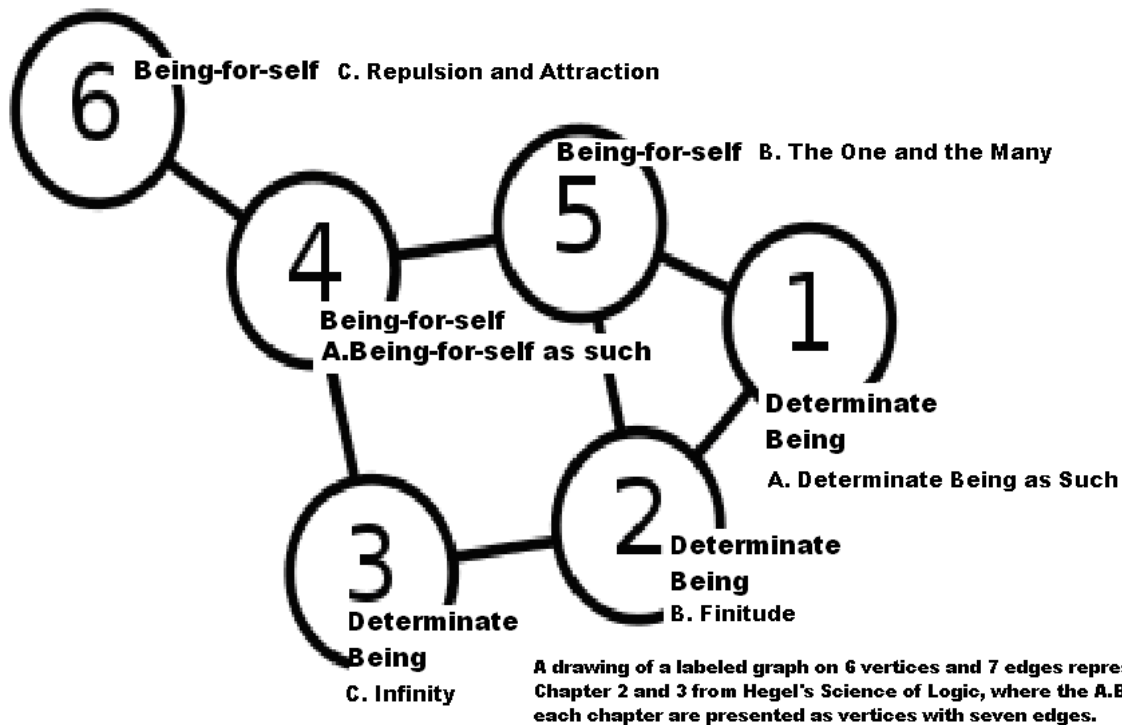 6
Being-for-self C. Repulsion and Attraction
Being-for-self B. The One and the Many
5
4
1
Being-for-self
A.Being-for-self as such
Determinate
Being
A. Determinate Being as Such
2
Determinate
Being
B. Finitude
3
Determinate
Being
C. Infinity
A drawing of a labeled graph on 6 vertices and 7 edges
Chapter 2 and 3 from Hegel's Science of Logic, where the
each chapter are presented as vertices with seven edges.